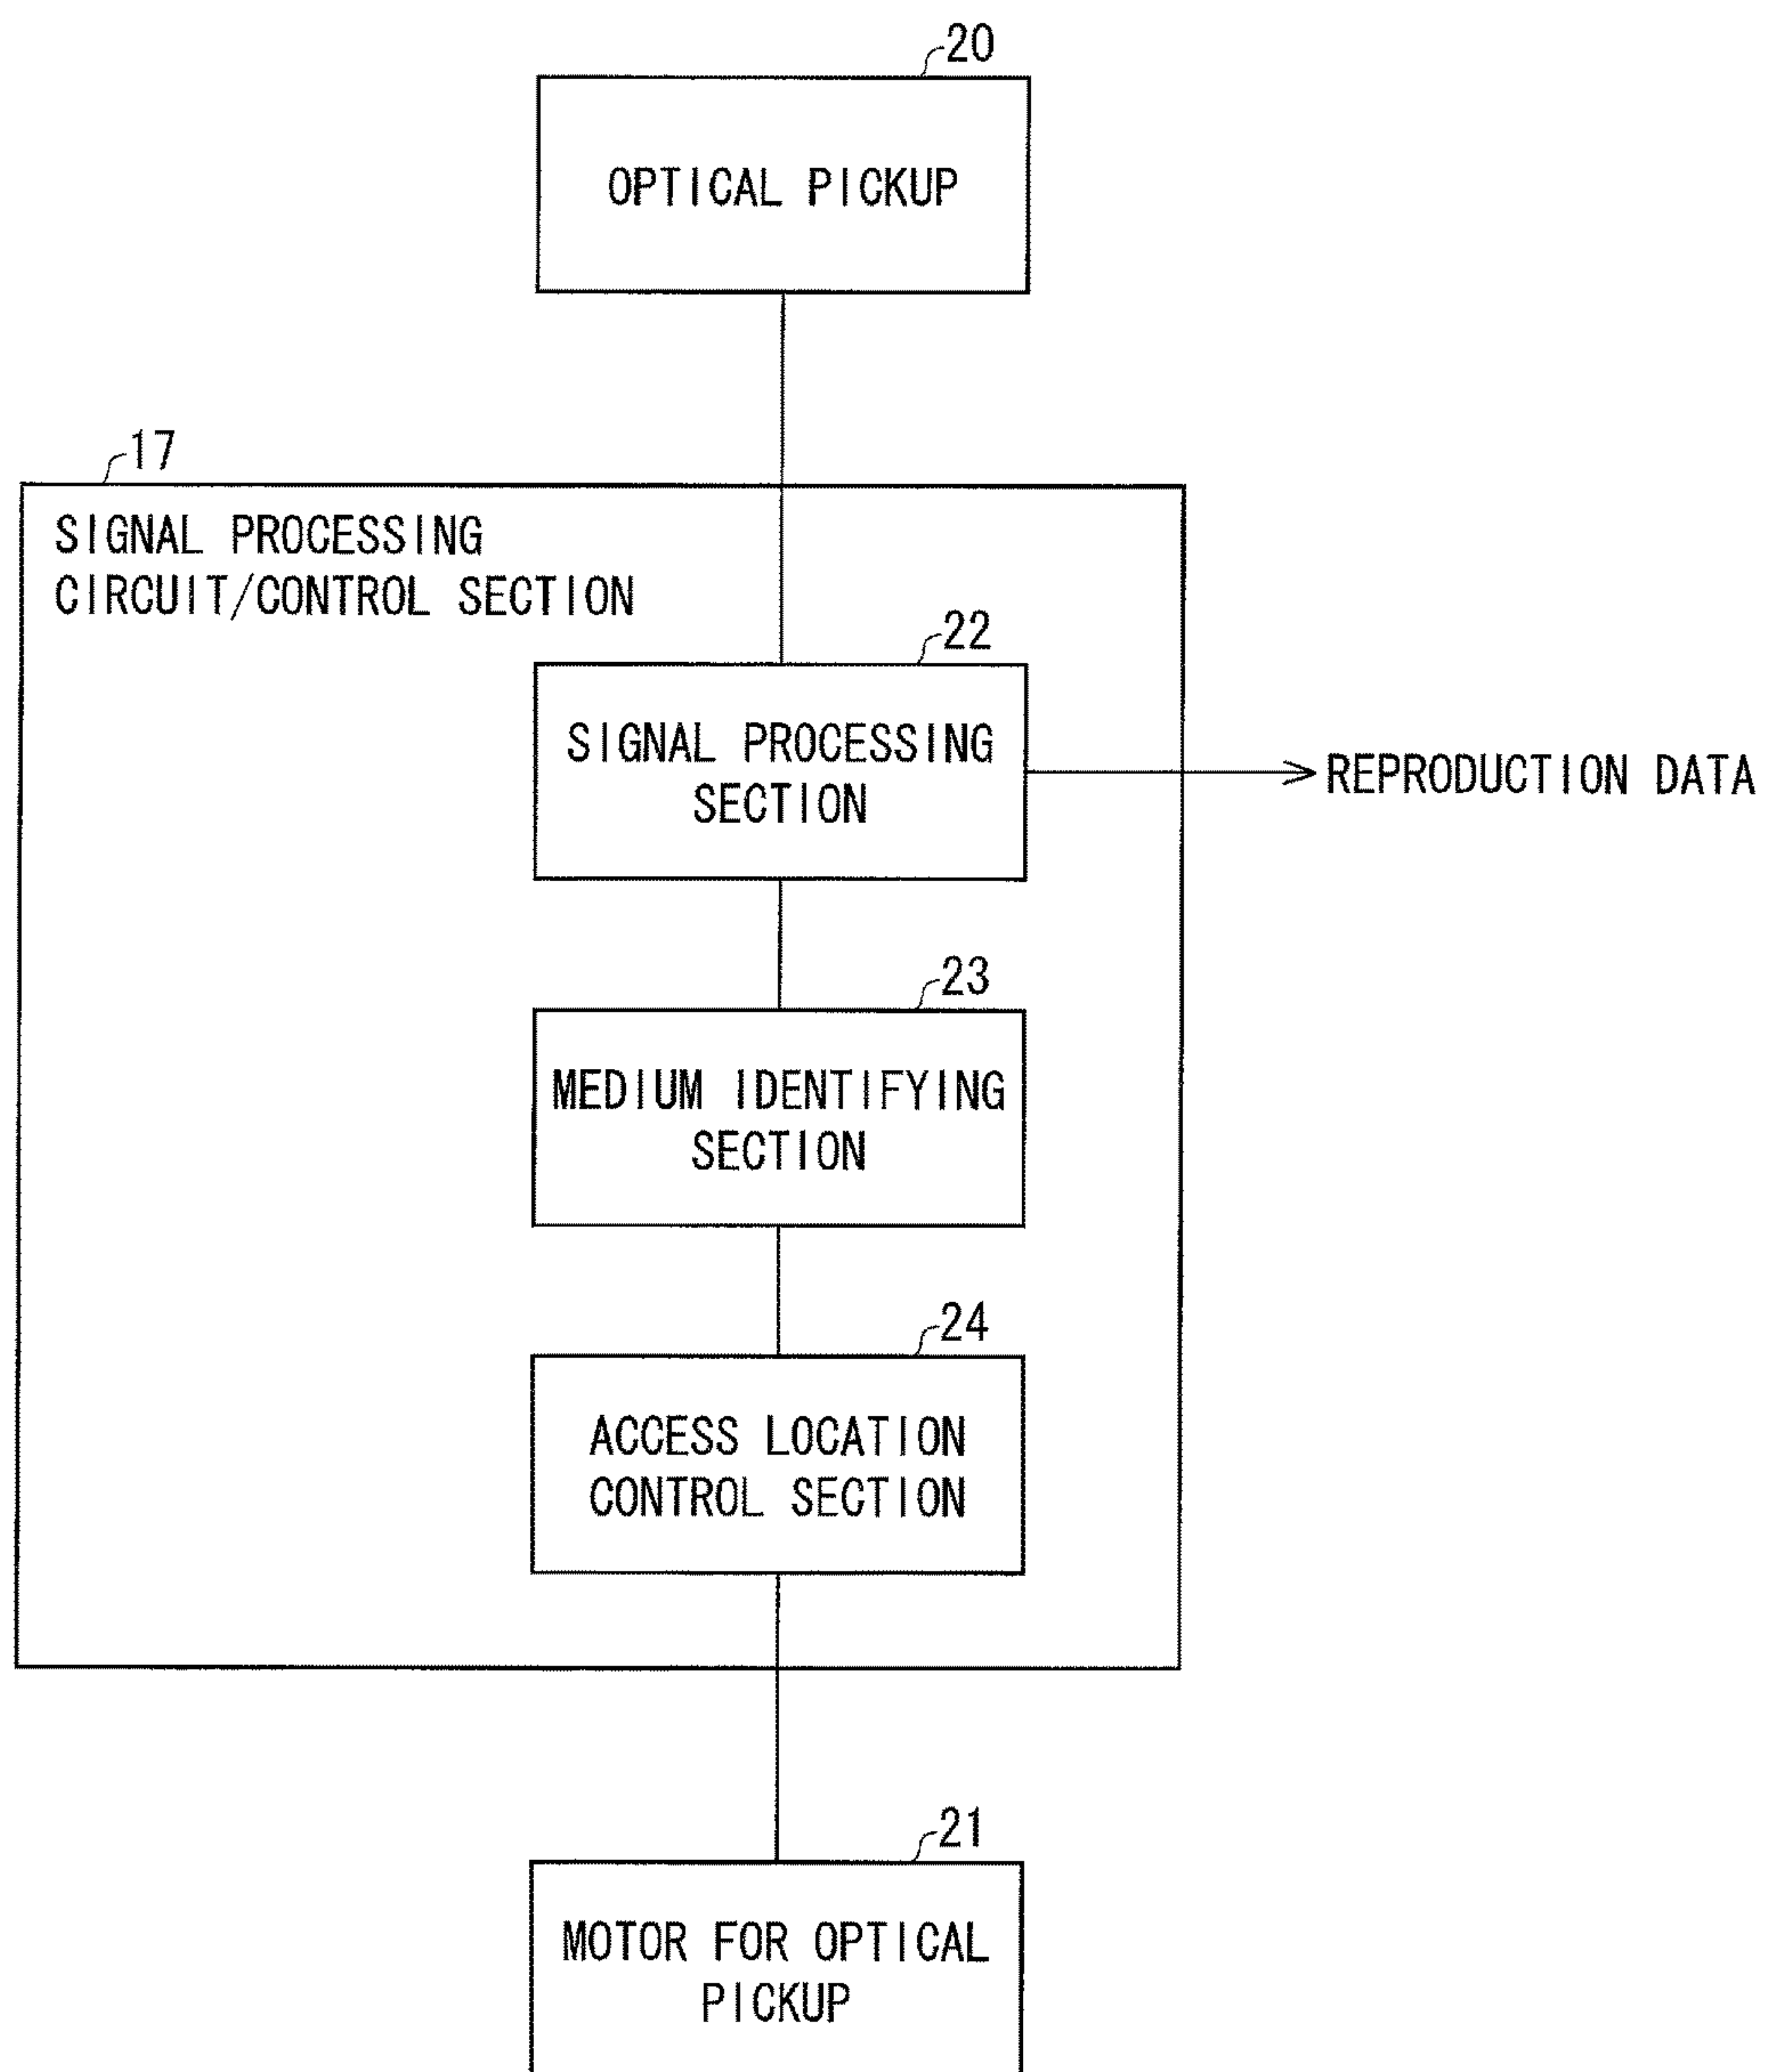 20
OPTICAL PICKUP
17
SIGNAL PROCESSING
CIRCUIT/CONTROL SECTION
22
SIGNAL PROCESSING
SECTION
REPRODUCTION DATA
23
MEDIUM IDENTIFYING
SECTION
24
ACCESS LOCATION
CONTROL SECTION
21
MOTOR FOR OPTICAL
PICKUP